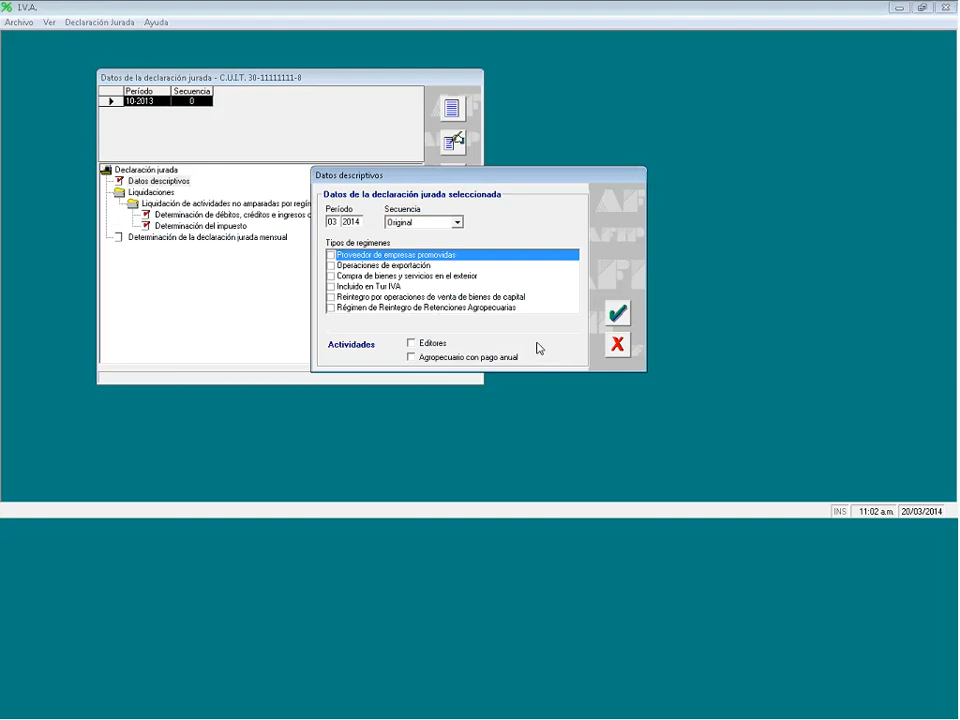 I.V.A.
Archivo Ver Declaración Jurada Ayuda
Datos de la declaración jurada - C.U.I.T. 30-11111111-8
Período Secuencia
10-2013 0
Declaración jurada
Datos descriptivos
Liquidaciones
Liquidación de actividades no amparadas por regí
Determinación de débitos, créditos e ingresos c
Determinación del impuesto
Determinación de la declaración jurada mensual
Datos descriptivos
Datos de la declaración jurada seleccionada
Período Secuencia
03 2014 Original
Tipos de regimenes
Proveedor de empresas promovidas
Operaciones de exportación
Compra de bienes y servicios en el exterior
Incluido en Tur IVA
Reintegro por operaciones de venta de bienes de capital
Régimen de Reintegro de Retenciones Agropecuarias
Actividades
Editores
Agropecuario con pago anual
INS 11:02 a.m. 20/03/2014